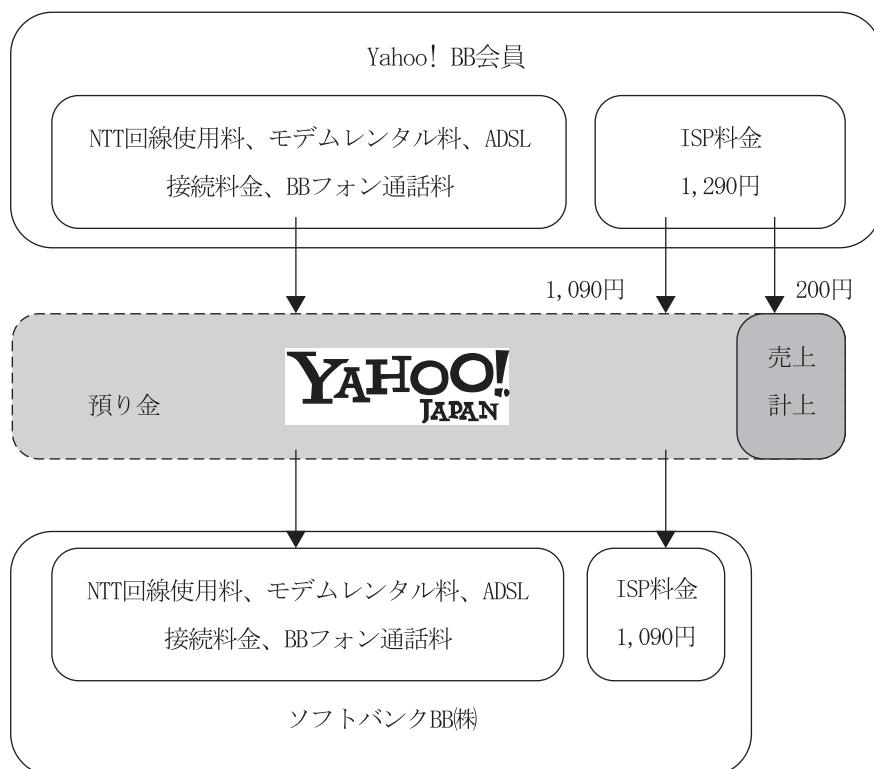 Yahoo! BB会員
NTT回線使用料、モデムレンタル料、ADSL
接続料金、BBフォン通話料
ISP料金
1,290円
1,090円
200円
預り金
YAHOO!
JAPAN
売上
計上
NTT回線使用料、モデムレンタル料、ADSL
接続料金、BBフォン通話料
ISP料金
1,090円
ソフトバンクBB㈱